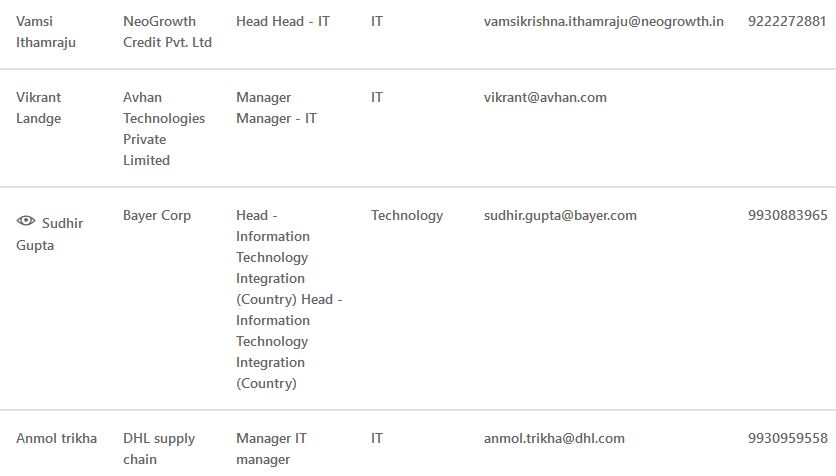 Vamsi Ithamraju NeoGrowth Credit Pvt. Ltd Head Head - IT IT vamsikrishna.ithamraju@neogrowth.in 9222272881
Vikrant Landge Avhan Technologies Private Limited Manager Manager - IT IT vikrant@avhan.com
Sudhir Gupta Bayer Corp Head - Information Technology Integration (Country) Head - Information Technology Integration (Country) Technology sudhir.gupta@bayer.com 9930883965
Anmol trikha DHL supply chain Manager IT manager IT anmol.trikha@dhl.com 9930959558